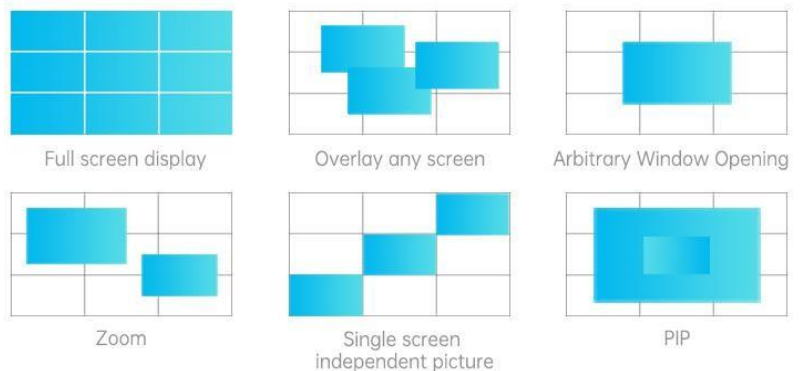 Full screen display
Overlay any screen
Arbitrary Window Opening
Zoom
Single screen
independent picture
PIP